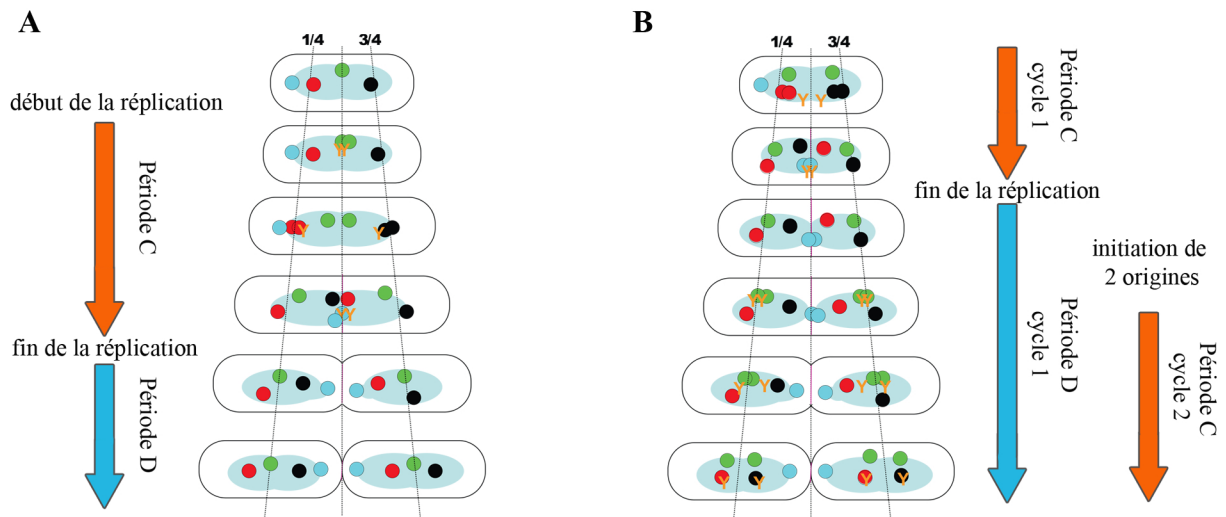 A
1/4
3/4
début de la réplication
Période C
fin de la réplication
Période D
Y Y
Y
Y
Y Y
B
1/4
3/4
Y Y
Y Y
Y Y
Y Y
Y Y
Y Y
Y Y
Y Y
Période C
cycle 1
fin de la réplication
Période D
cycle 1
initiation de
2 origines
Période C
cycle 2